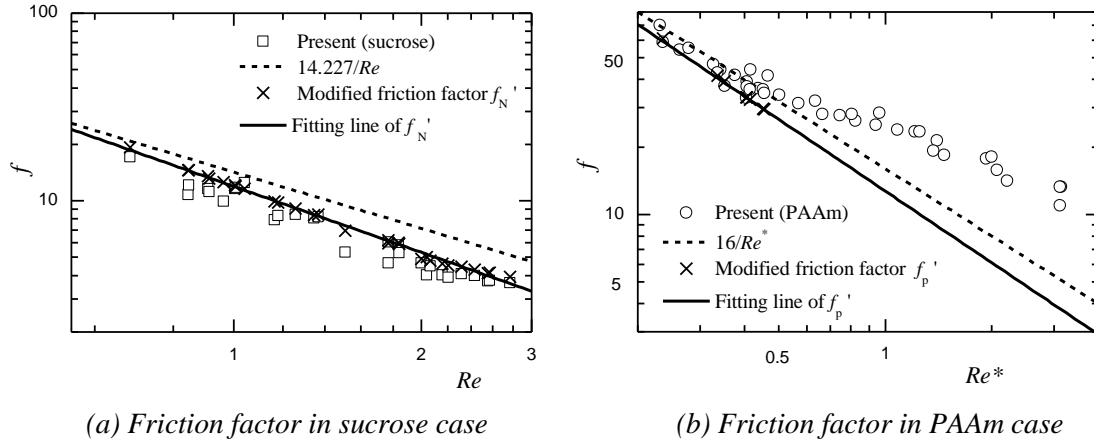 100
10
f
1
2
3
Re
Present (sucrose)
14.227/Re
Modified friction factor f_N'
Fitting line of f_N'
(a) Friction factor in sucrose case
50
10
5
f
0.5
1
Re*
Present (PAAm)
16/Re*
Modified friction factor f_p'
Fitting line of f_p'
(b) Friction factor in PAAm case